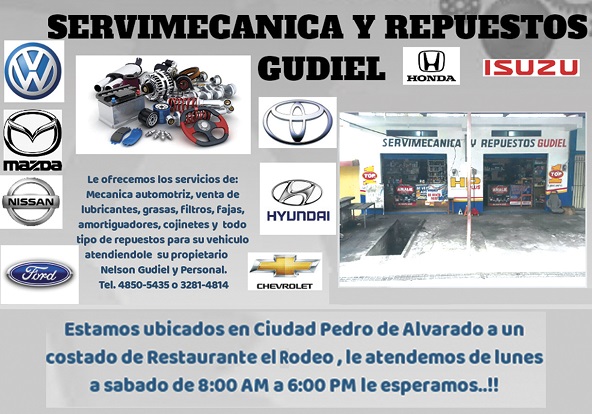 SERVIMECANICA Y REPUESTOS
GUDIEL
HONDA
ISUZU
mazda
NISSAN
Ford
HYUNDAI
CHEVROLET
Le ofrecemos los servicios de:
Mecanica automotriz, venta de
lubricantes, grasas, filtros, fajas,
amortiguadores, cojinetes y todo
tipo de repuestos para su vehiculo
atendiendole su propietario
Nelson Gudiel y Personal.
Tel. 4850-5435 o 3281-4814
SERVIMECANICA Y REPUESTOS GUDIEL
TOP
TOP
HD
Estamos ubicados en Ciudad Pedro de Alvarado a un
costado de Restaurante el Rodeo , le atendemos de lunes
a sabado de 8:00 AM a 6:00 PM le esperamos..!!